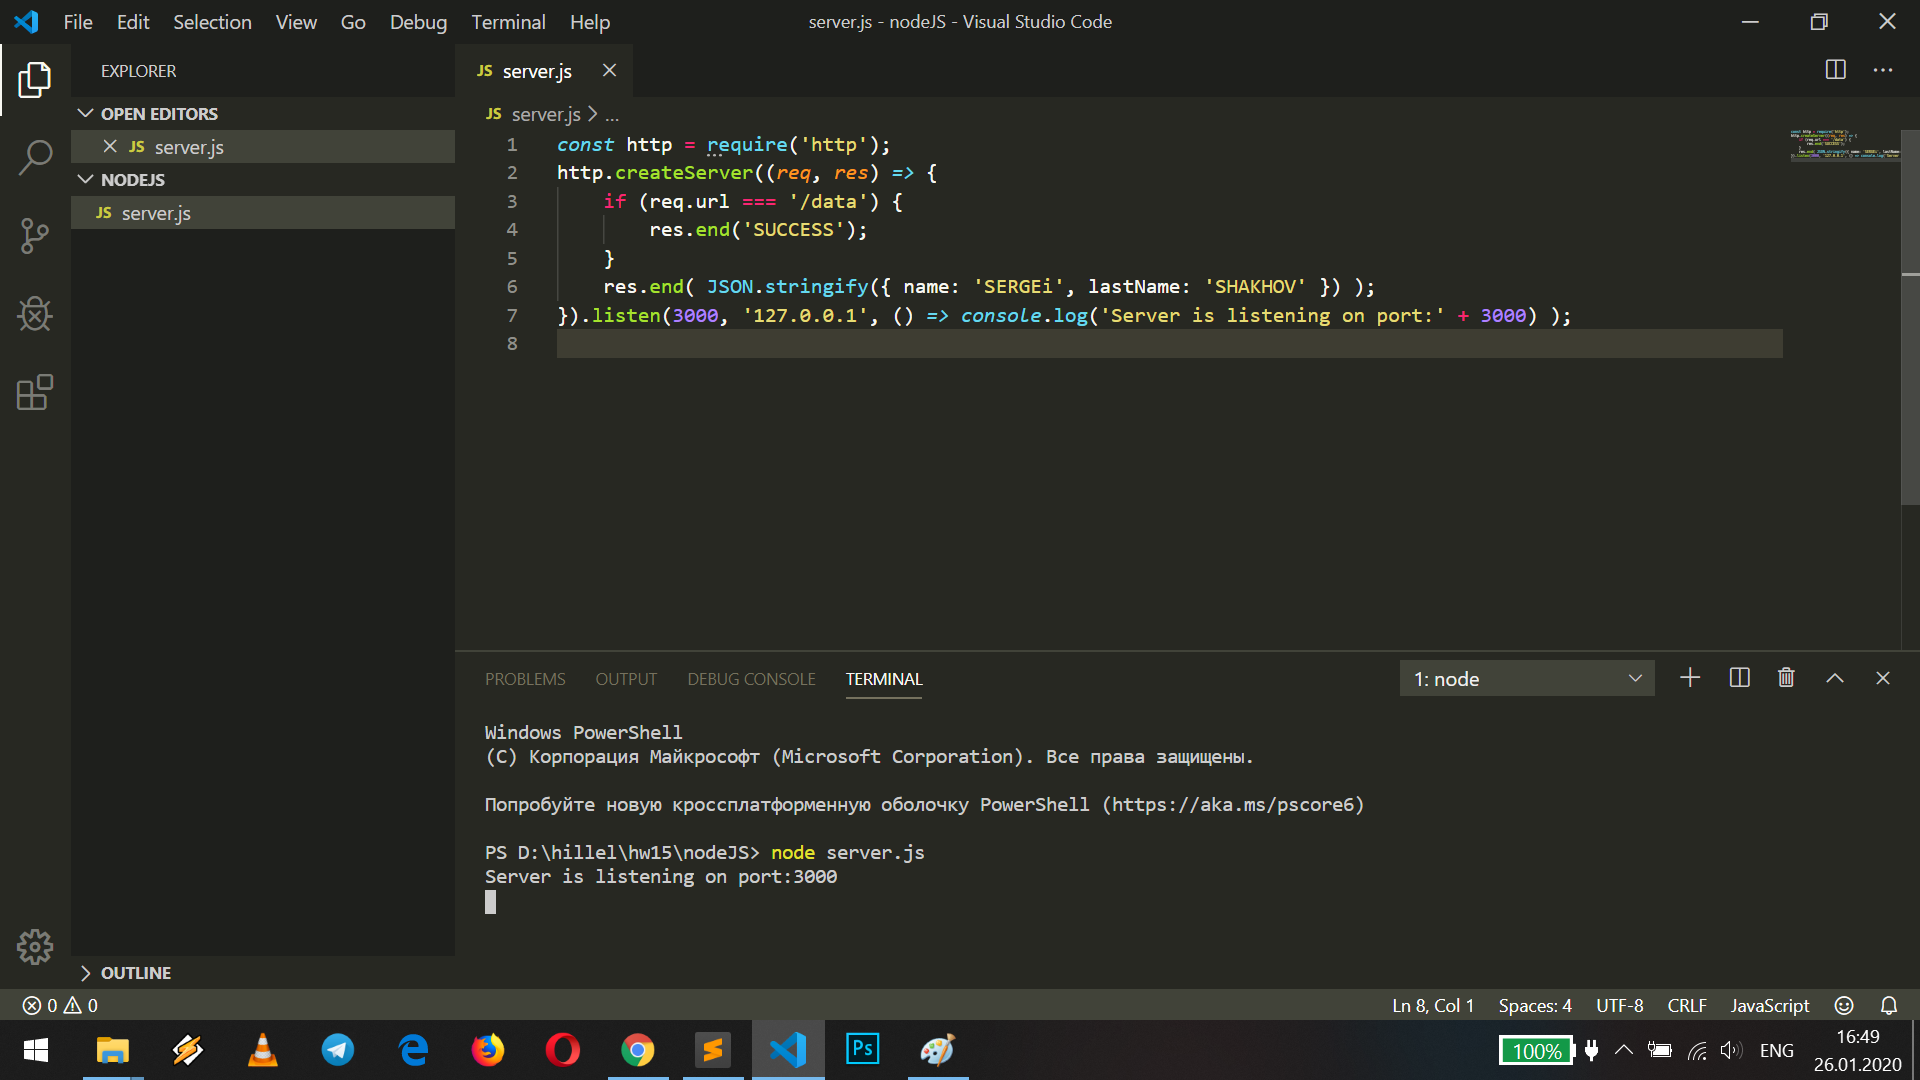 File Edit Selection View Go Debug Terminal Help
server.js - nodeJS - Visual Studio Code
EXPLORER
OPEN EDITORS
JS server.js
NODEJS
JS server.js
OUTLINE
JS server.js
JS server.js > ...
1 const http = require('http');
2 http.createServer((req, res) => {
3 if (req.url === '/data') {
4 res.end('SUCCESS');
5 }
6 res.end( JSON.stringify({ name: 'SERGEi', lastName: 'SHAKHOV' }) );
7 }).listen(3000, '127.0.0.1', () => console.log('Server is listening on port:' + 3000) );
8
PROBLEMS OUTPUT DEBUG CONSOLE TERMINAL
1: node
Windows PowerShell
(C) Корпорация Майкрософт (Microsoft Corporation). Все права защищены.
Попробуйте новую кроссплатформенную оболочку PowerShell (https://aka.ms/pscore6)
PS D:\hillel\hw15\nodeJS> node server.js
Server is listening on port:3000
0 0
Ln 8, Col 1 Spaces: 4 UTF-8 CRLF JavaScript
Ps
100%
ENG
16:49
26.01.2020